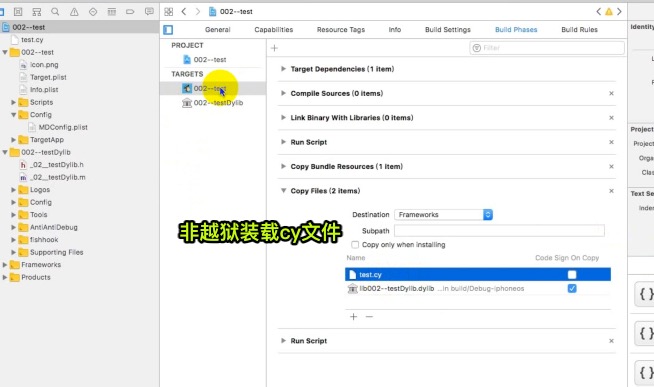 002--test
General
Capabilities
Resource Tags
Info
Build Settings
Build Phases
Build Rules
Identity
002--test
test.cy
002--test
icon.png
Target.plist
Info.plist
Scripts
Config
MDConfig.plist
TargetApp
002--testDylib
_02__testDylib.h
_02__testDylib.m
Logos
Config
Tools
AntiAntiDebug
fishhook
Supporting Files
Frameworks
Products
PROJECT
002--test
TARGETS
002--test
002--testDylib
Filter
Target Dependencies (1 item)
Compile Sources (0 items)
Link Binary With Libraries (0 items)
Run Script
Copy Bundle Resources (1 item)
Copy Files (2 items)
Destination Frameworks
Subpath
Copy only when installing
Name Code Sign On Copy
test.cy
lib002--testDylib.dylib ...in build/Debug-iphoneos
Run Script
非越狱装载cy文件
Project
Project
Orga
Clas
Text Se
Inden
{ }
{ }
{ }